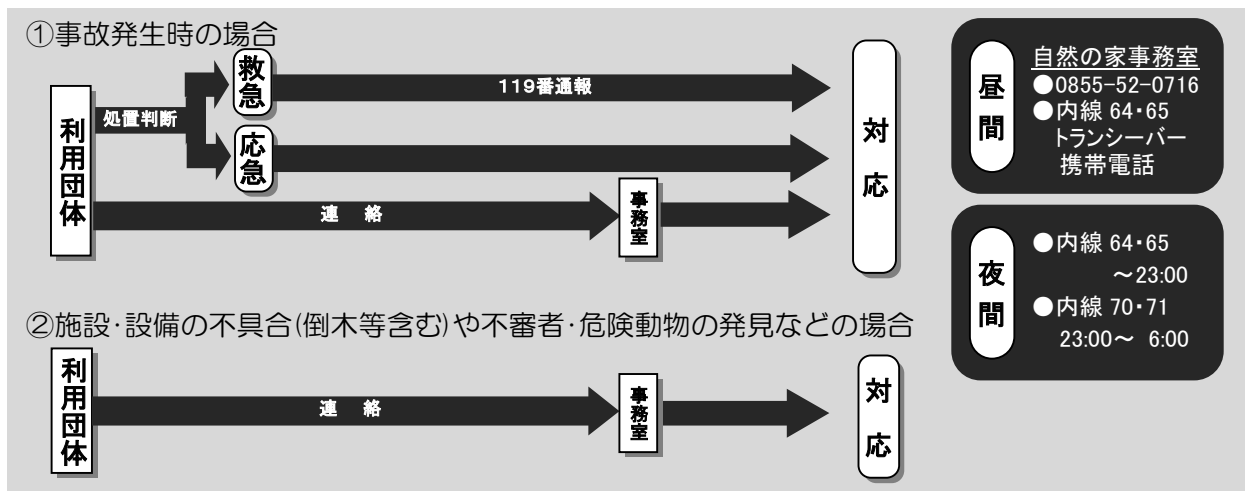 ①事故発生時の場合
利用団体
処置判断
救急
119番通報
応急
連 絡
事務室
対応
②施設・設備の不具合(倒木等含む)や不審者・危険動物の発見などの場合
利用団体
連 絡
事務室
対応
昼間
自然の家事務室
●0855-52-0716
●内線 64・65
トランシーバー
携帯電話
夜間
●内線 64・65
～23:00
●内線 70・71
23:00～ 6:00